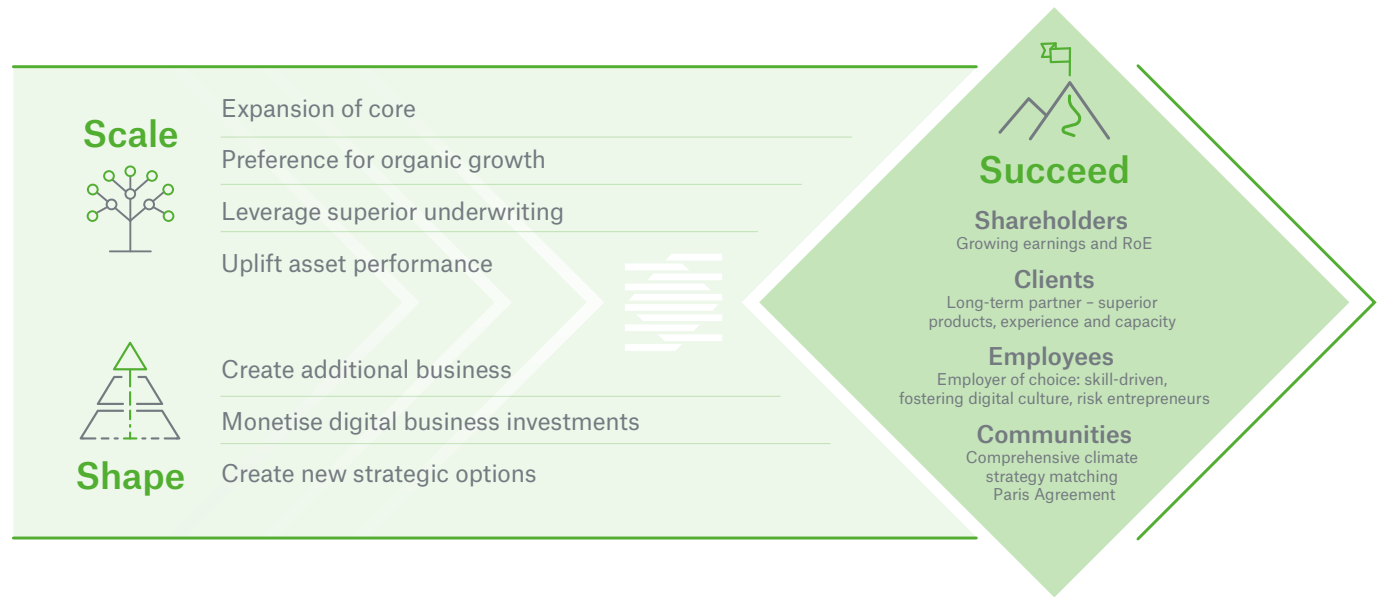 Scale
Expansion of core
Preference for organic growth
Leverage superior underwriting
Uplift asset performance
Shape
Create additional business
Monetise digital business investments
Create new strategic options
Succeed
Shareholders
Growing earnings and RoE
Clients
Long-term partner – superior
products, experience and capacity
Employees
Employer of choice: skill-driven,
fostering digital culture, risk entrepreneurs
Communities
Comprehensive climate
strategy matching
Paris Agreement